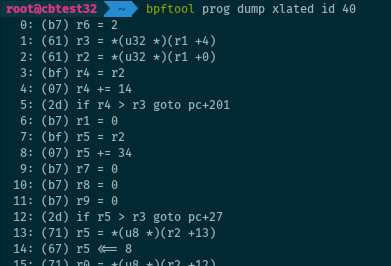 root@cbtest32 ~ bpftool prog dump xlated id 40
0: (b7) r6 = 2
1: (61) r3 = *(u32 *)(r1 +4)
2: (61) r2 = *(u32 *)(r1 +0)
3: (bf) r4 = r2
4: (07) r4 += 14
5: (2d) if r4 > r3 goto pc+201
6: (b7) r1 = 0
7: (bf) r5 = r2
8: (07) r5 += 34
9: (b7) r7 = 0
10: (b7) r8 = 0
11: (b7) r9 = 0
12: (2d) if r5 > r3 goto pc+27
13: (71) r5 = *(u8 *)(r2 +13)
14: (67) r5 <<= 8
15: (71) r0 = *(u8 *)(r2 +12)